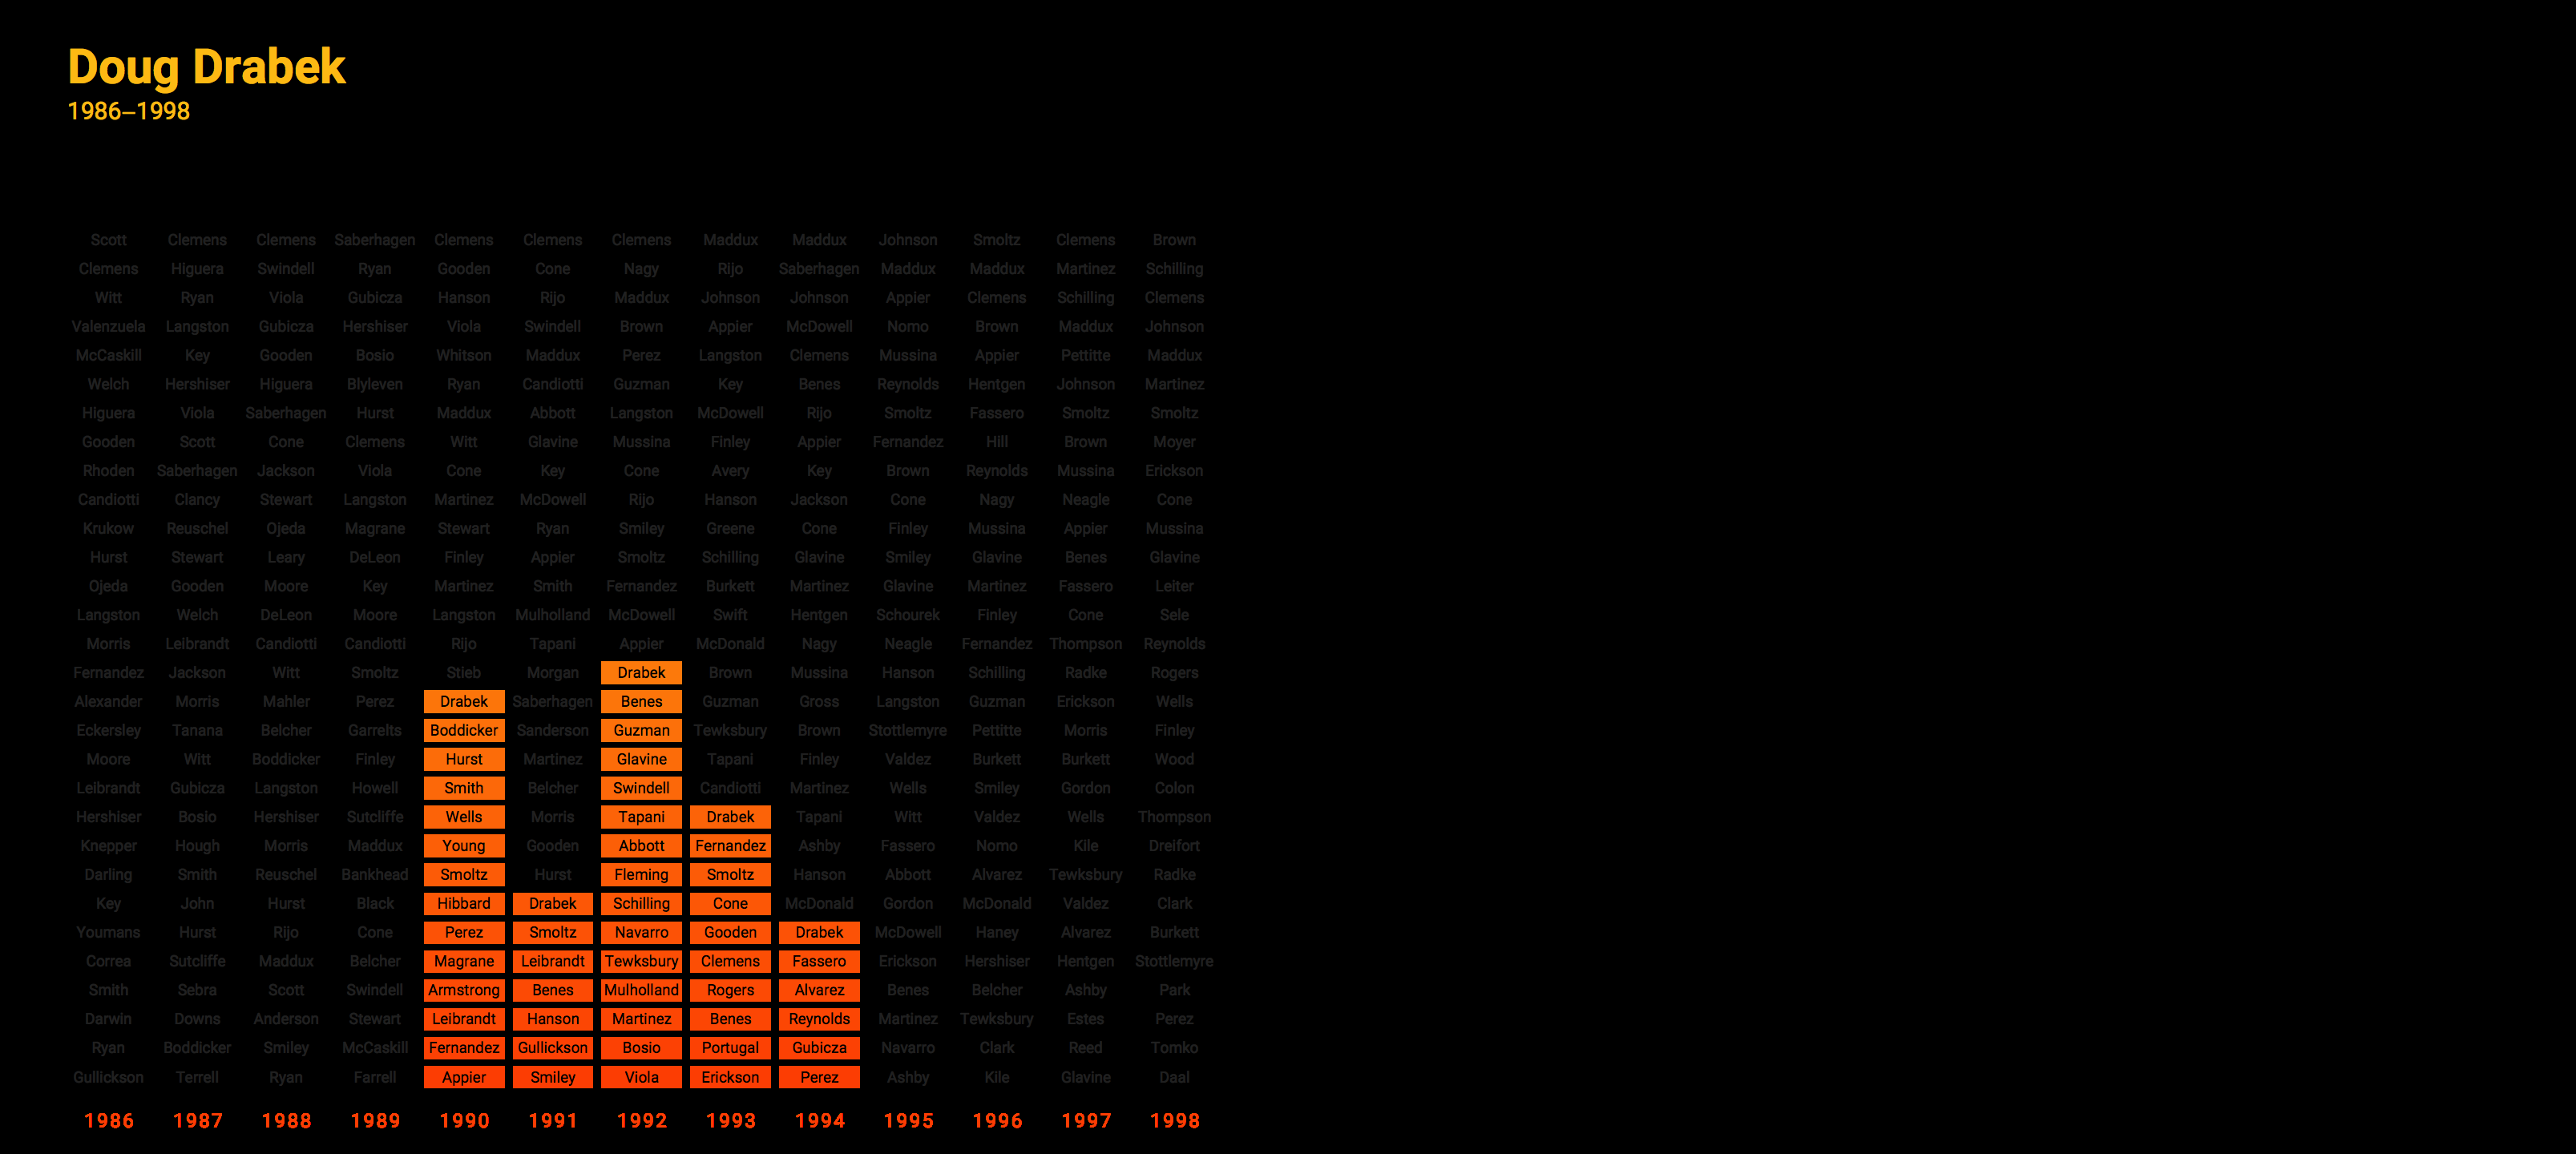 Doug Drabek
1986–1998
Scott Clemens Clemens Saberhagen Clemens Clemens Clemens Maddux Maddux Johnson Smoltz Clemens Brown
Clemens Higuera Swindell Ryan Gooden Cone Nagy Rijo Saberhagen Maddux Maddux Martinez Schilling
Witt Ryan Viola Gubicza Hanson Rijo Maddux Johnson Johnson Appier Clemens Schilling Clemens
Valenzuela Langston Gubicza Hershiser Viola Swindell Brown Appier McDowell Nomo Brown Maddux Johnson
McCaskill Key Gooden Bosio Whitson Maddux Perez Langston Clemens Mussina Appier Pettitte Maddux
Welch Hershiser Higuera Blyleven Ryan Candiotti Guzman Key Benes Reynolds Hentgen Johnson Martinez
Higuera Viola Saberhagen Hurst Maddux Abbott Langston McDowell Rijo Smoltz Fassero Smoltz Smoltz
Gooden Scott Cone Clemens Witt Glavine Mussina Finley Appier Fernandez Hill Brown Moyer
Rhoden Saberhagen Jackson Viola Cone Key Cone Avery Key Brown Reynolds Mussina Erickson
Candiotti Clancy Stewart Langston Martinez McDowell Rijo Hanson Jackson Cone Nagy Neagle Cone
Krukow Reuschel Ojeda Magrane Stewart Ryan Smiley Greene Cone Finley Mussina Appier Mussina
Hurst Stewart Leary DeLeon Finley Appier Smoltz Schilling Glavine Smiley Glavine Benes Glavine
Ojeda Gooden Moore Key Martinez Smith Fernandez Burkett Martinez Glavine Martinez Fassero Leiter
Langston Welch DeLeon Moore Langston Mulholland McDowell Swift Hentgen Schourek Finley Cone Sele
Morris Leibrandt Candiotti Candiotti Rijo Tapani Appier McDonald Nagy Neagle Fernandez Thompson Reynolds
Fernandez Jackson Witt Smoltz Stieb Morgan Drabek Brown Mussina Hanson Schilling Radke Rogers
Alexander Morris Mahler Perez Drabek Saberhagen Benes Guzman Gross Langston Guzman Erickson Wells
Eckersley Tanana Belcher Garrelts Boddicker Sanderson Guzman Tewksbury Brown Stottlemyre Pettitte Morris Finley
Moore Witt Boddicker Finley Hurst Martinez Glavine Tapani Finley Valdez Burkett Burkett Wood
Leibrandt Gubicza Langston Howell Smith Belcher Swindell Candiotti Martinez Wells Smiley Gordon Colon
Hershiser Bosio Hershiser Sutcliffe Wells Morris Tapani Drabek Tapani Witt Valdez Wells Thompson
Knepper Hough Morris Maddux Young Gooden Abbott Fernandez Ashby Fassero Nomo Kile Dreifort
Darling Smith Reuschel Bankhead Smoltz Hurst Fleming Smoltz Hanson Abbott Alvarez Tewksbury Radke
Key John Hurst Black Hibbard Drabek Schilling Cone McDonald Gordon McDonald Valdez Clark
Youmans Hurst Rijo Cone Perez Smoltz Navarro Gooden Drabek McDowell Haney Alvarez Burkett
Correa Sutcliffe Maddux Belcher Magrane Leibrandt Tewksbury Clemens Fassero Erickson Hershiser Hentgen Stottlemyre
Smith Sebra Scott Swindell Armstrong Benes Mulholland Rogers Alvarez Benes Belcher Ashby Park
Darwin Downs Anderson Stewart Leibrandt Hanson Martinez Benes Reynolds Martinez Tewksbury Estes Perez
Ryan Boddicker Smiley McCaskill Fernandez Gullickson Bosio Portugal Gubicza Navarro Clark Reed Tomko
Gullickson Terrell Ryan Farrell Appier Smiley Viola Erickson Perez Ashby Kile Glavine Daal
1986 1987 1988 1989 1990 1991 1992 1993 1994 1995 1996 1997 1998